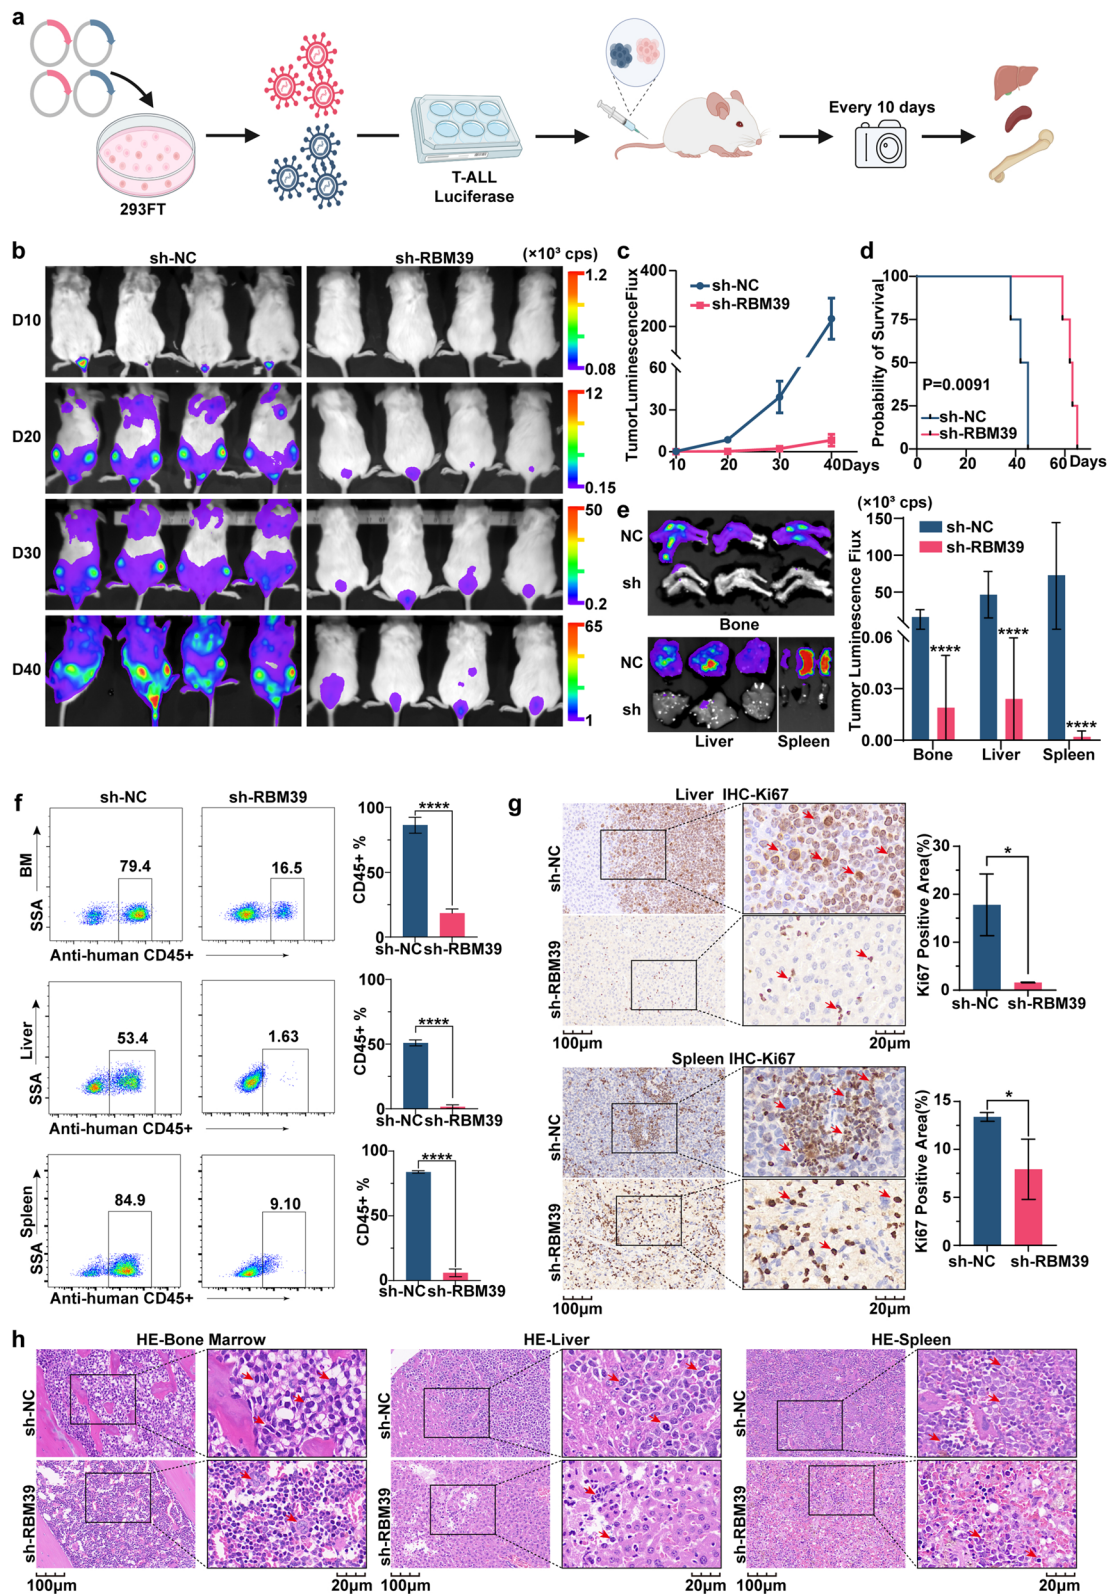 a
293FT
T-ALL
Luciferase
Every 10 days
b
sh-NC
sh-RBM39
(×10³ cps)
D10
1.2
0.08
D20
12
0.15
D30
50
0.2
D40
65
1
c
TumorLuminescenceFlux
400
200
60
30
0
10
20
30
40Days
sh-NC
sh-RBM39
d
Probability of Survival
100
75
50
25
0
P=0.0091
sh-NC
sh-RBM39
0
20
40
60 Days
e
NC
sh
Bone
NC
sh
Liver
Spleen
(×10³ cps)
Tumor Luminescence Flux
150
100
50
0.06
0.03
0.00
sh-NC
sh-RBM39
****
****
****
Bone
Liver
Spleen
f
sh-NC
sh-RBM39
SSA BM
79.4
16.5
Anti-human CD45+
CD45+ %
100
50
0
****
sh-NC sh-RBM39
SSA Liver
53.4
1.63
Anti-human CD45+
CD45+ %
100
50
0
****
sh-NC sh-RBM39
SSA Spleen
84.9
9.10
Anti-human CD45+
CD45+ %
100
50
0
****
sh-NC sh-RBM39
g
Liver IHC-Ki67
sh-NC
sh-RBM39
100μm
20μm
Ki67 Positive Area(%)
30
20
10
0
*
sh-NC sh-RBM39
Spleen IHC-Ki67
sh-NC
sh-RBM39
100μm
20μm
Ki67 Positive Area(%)
15
10
5
0
*
sh-NC sh-RBM39
h
HE-Bone Marrow
HE-Liver
HE-Spleen
sh-NC
sh-RBM39
100μm
20μm
sh-NC
sh-RBM39
100μm
20μm
sh-NC
sh-RBM39
100μm
20μm